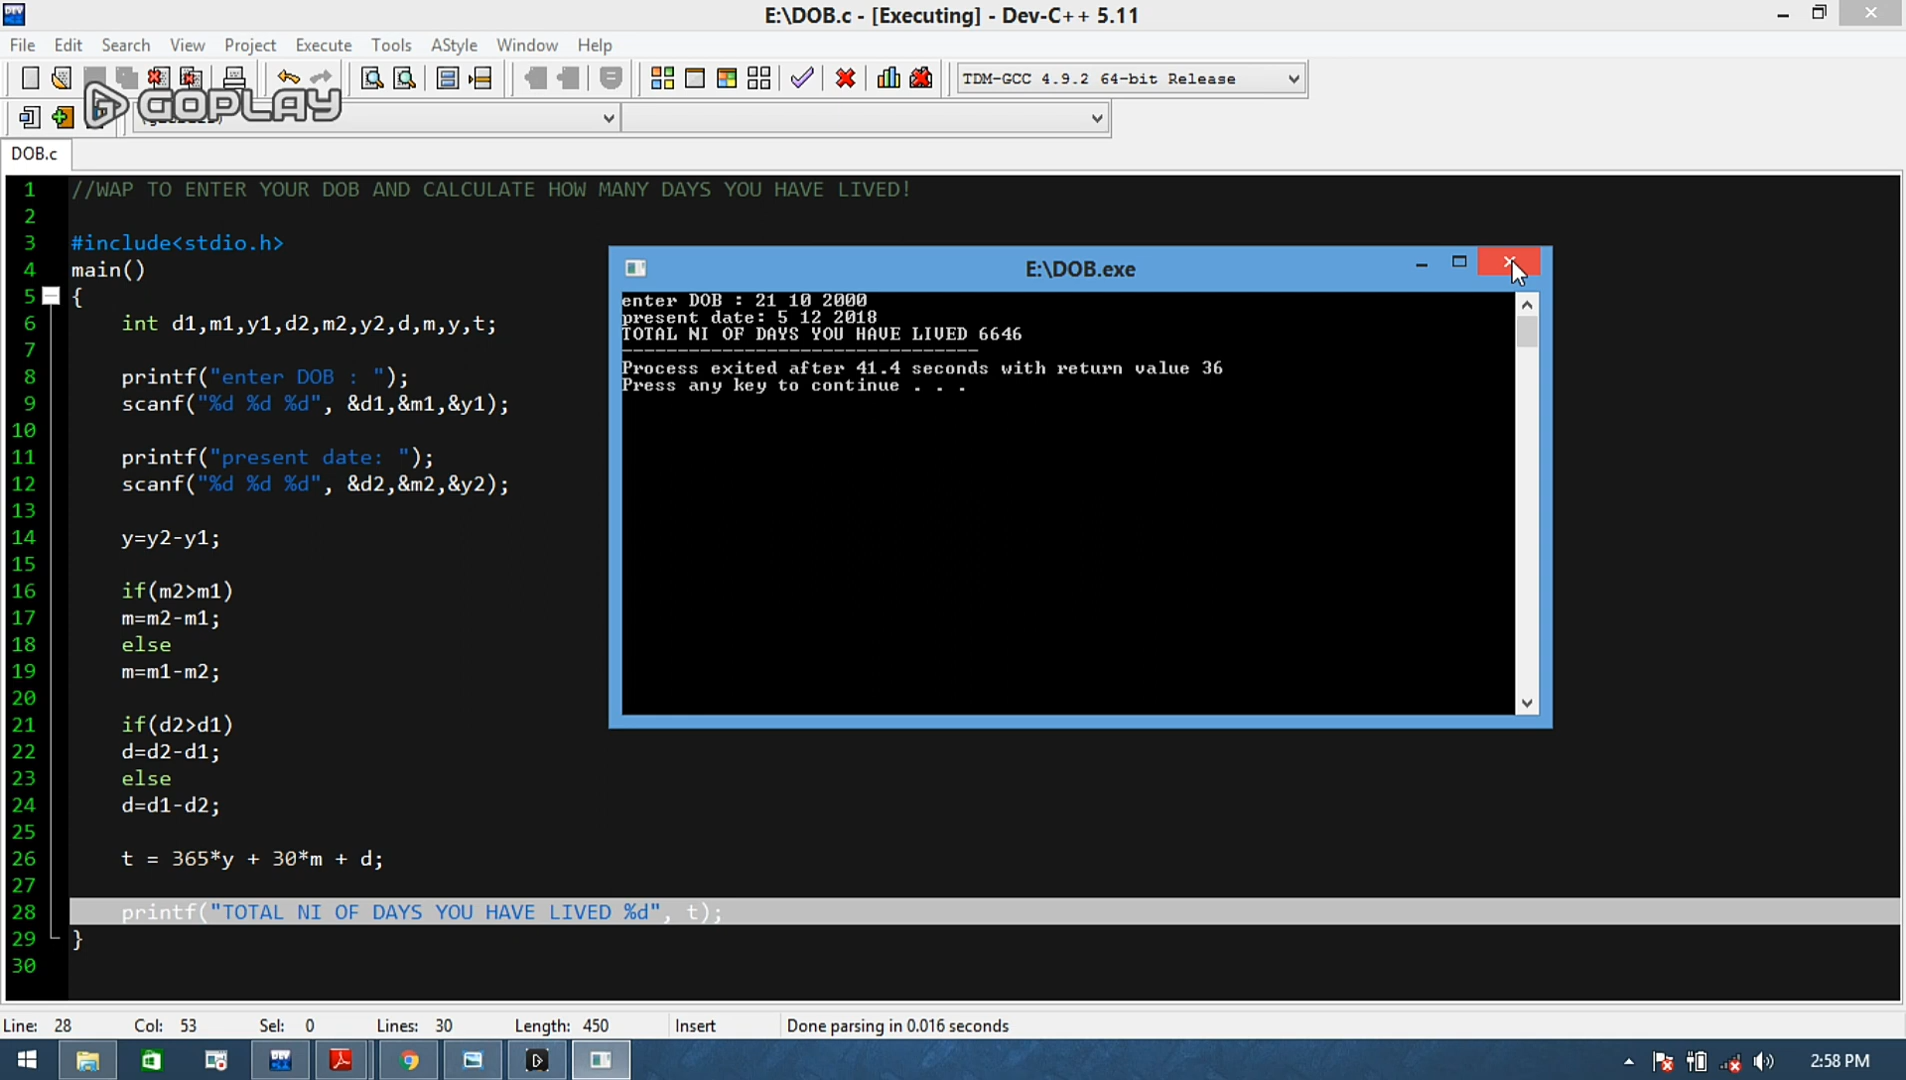 E:\DOB.c - [Executing] - Dev-C++ 5.11
File Edit Search View Project Execute Tools AStyle Window Help
TDM-GCC 4.9.2 64-bit Release
GOPLAY
DOB.c
1 //WAP TO ENTER YOUR DOB AND CALCULATE HOW MANY DAYS YOU HAVE LIVED!
2
3 #include<stdio.h>
4 main()
5 {
6 int d1,m1,y1,d2,m2,y2,d,m,y,t;
7
8 printf("enter DOB : ");
9 scanf("%d %d %d", &d1,&m1,&y1);
10
11 printf("present date: ");
12 scanf("%d %d %d", &d2,&m2,&y2);
13
14 y=y2-y1;
15
16 if(m2>m1)
17 m=m2-m1;
18 else
19 m=m1-m2;
20
21 if(d2>d1)
22 d=d2-d1;
23 else
24 d=d1-d2;
25
26 t = 365*y + 30*m + d;
27
28 printf("TOTAL NI OF DAYS YOU HAVE LIVED %d", t);
29 }
30
E:\DOB.exe
enter DOB : 21 10 2000
present date: 5 12 2018
TOTAL NI OF DAYS YOU HAVE LIVED 6646
--------------------------------
Process exited after 41.4 seconds with return value 36
Press any key to continue . . .
Line: 28 Col: 53 Sel: 0 Lines: 30 Length: 450 Insert Done parsing in 0.016 seconds
DEV
2:58 PM